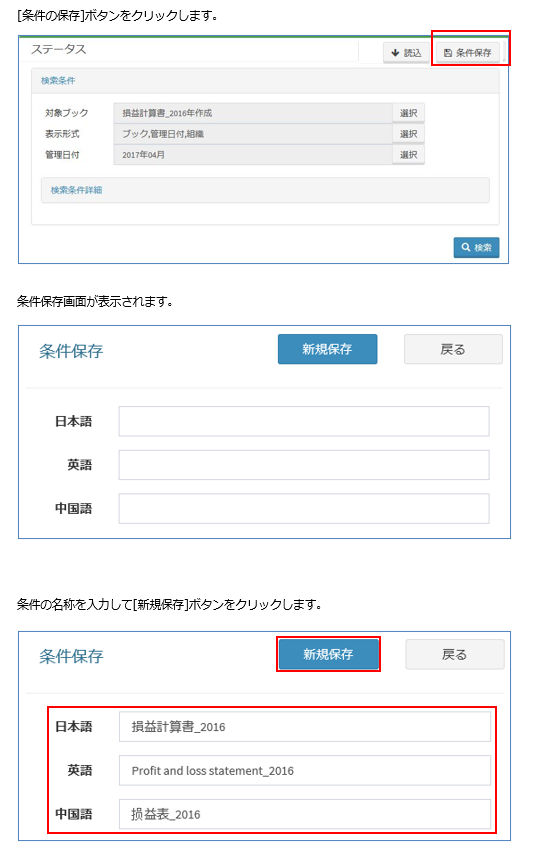 [条件の保存]ボタンをクリックします。
ステータス
読込
条件保存
検索条件
対象ブック 損益計算書_2016年作成 選択
表示形式 ブック,管理日付,組織 選択
管理日付 2017年04月 選択
検索条件詳細
検索
条件保存画面が表示されます。
条件保存 新規保存 戻る
日本語
英語
中国語
条件の名称を入力して[新規保存]ボタンをクリックします。
条件保存 新規保存 戻る
日本語 損益計算書_2016
英語 Profit and loss statement_2016
中国語 损益表_2016